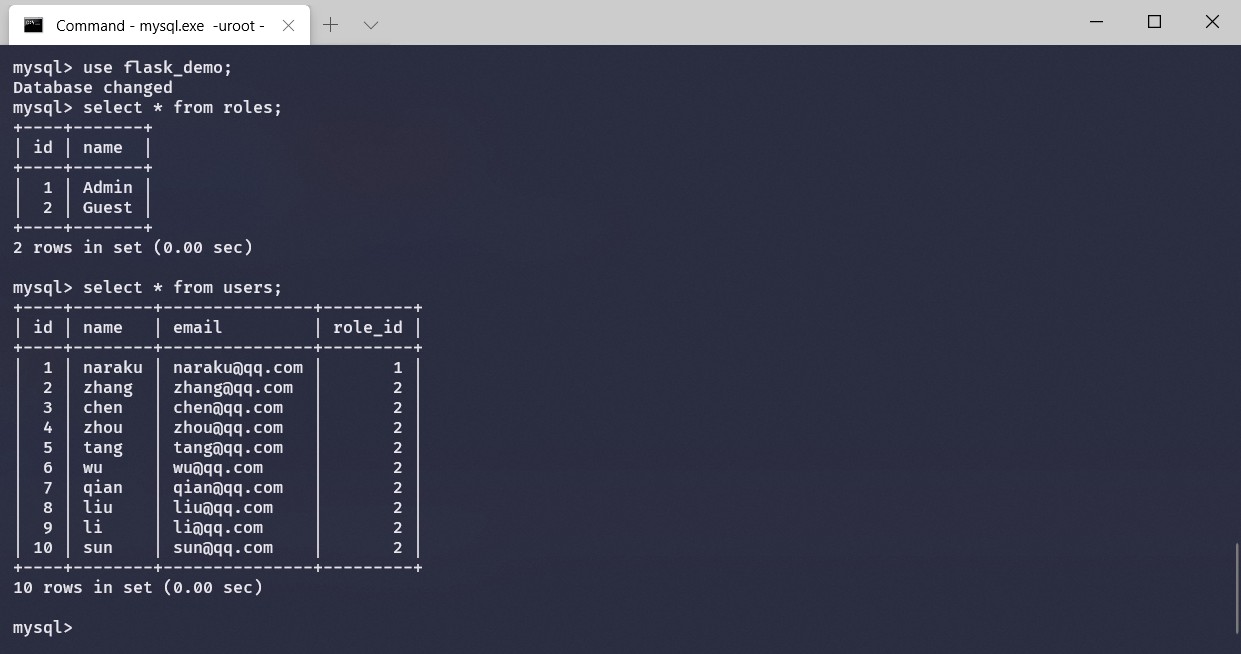 Command - mysql.exe  -uroot -
mysql> use flask_demo;
Database changed
mysql> select * from roles;
+----+-------+
| id | name  |
+----+-------+
|  1 | Admin |
|  2 | Guest |
+----+-------+
2 rows in set (0.00 sec)
mysql> select * from users;
+----+--------+---------------+---------+
| id | name   | email         | role_id |
+----+--------+---------------+---------+
|  1 | naraku | naraku@qq.com |       1 |
|  2 | zhang  | zhang@qq.com  |       2 |
|  3 | chen   | chen@qq.com   |       2 |
|  4 | zhou   | zhou@qq.com   |       2 |
|  5 | tang   | tang@qq.com   |       2 |
|  6 | wu     | wu@qq.com     |       2 |
|  7 | qian   | qian@qq.com   |       2 |
|  8 | liu    | liu@qq.com    |       2 |
|  9 | li     | li@qq.com     |       2 |
| 10 | sun    | sun@qq.com    |       2 |
+----+--------+---------------+---------+
10 rows in set (0.00 sec)
mysql>